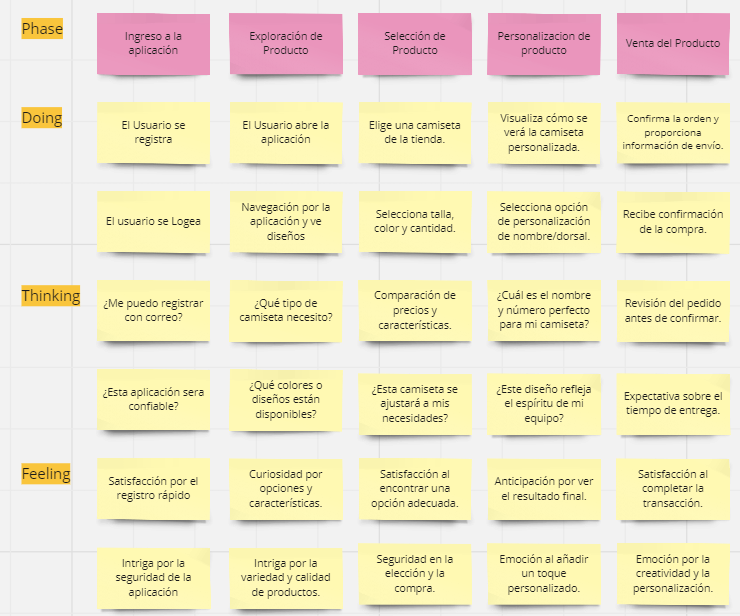 Phase
Ingreso a la
aplicación
Exploración de
Producto
Selección de
Producto
Personalizacion de
producto
Venta del Producto
Doing
El Usuario se
registra
El Usuario abre la
aplicación
Elige una camiseta
de la tienda.
Visualiza cómo se
verá la camiseta
personalizada.
Confirma la orden y
proporciona
información de envío.
El usuario se Logea
Navegación por la
aplicación y ve
diseños
Selecciona talla,
color y cantidad.
Selecciona opción
de personalización
de nombre/dorsal.
Recibe confirmación
de la compra.
Thinking
¿Me puedo registrar
con correo?
¿Qué tipo de
camiseta necesito?
Comparación de
precios y
características.
¿Cuál es el nombre
y número perfecto
para mi camiseta?
Revisión del pedido
antes de confirmar.
¿Esta aplicación sera
confiable?
¿Qué colores o
diseños están
disponibles?
¿Esta camiseta se
ajustará a mis
necesidades?
¿Este diseño refleja
el espíritu de mi
equipo?
Expectativa sobre el
tiempo de entrega.
Feeling
Satisfacción por el
registro rápido
Curiosidad por
opciones y
características.
Satisfacción al
encontrar una
opción adecuada.
Anticipación por ver
el resultado final.
Satisfacción al
completar la
transacción.
Intriga por la
seguridad de la
aplicación
Intriga por la
variedad y calidad
de productos.
Seguridad en la
elección y la
compra.
Emoción al añadir
un toque
personalizado.
Emoción por la
creatividad y la
personalización.